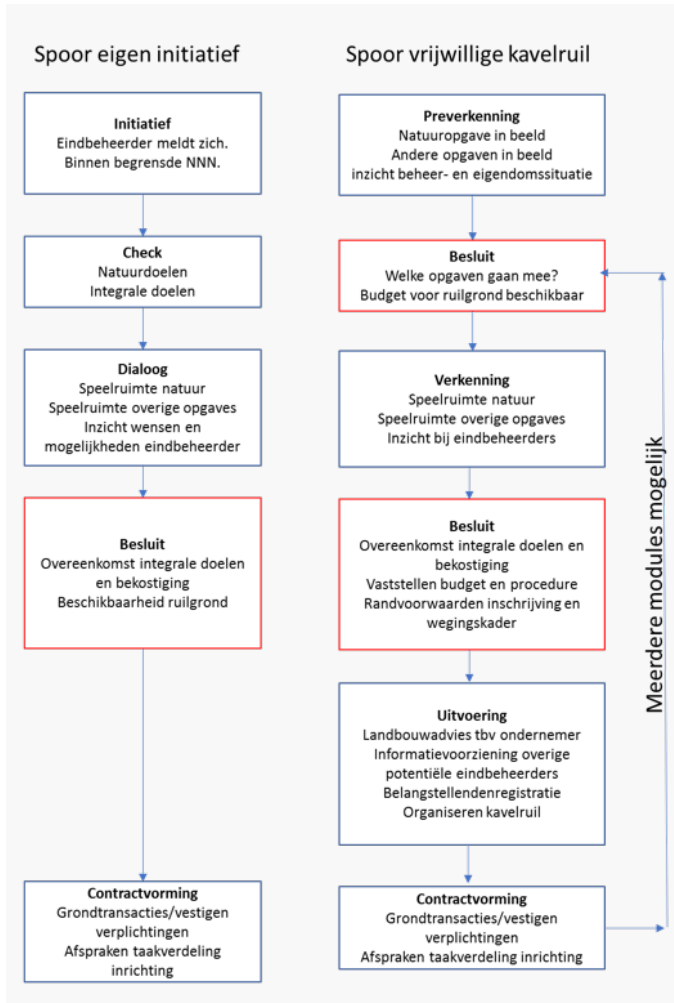 Spoor eigen initiatief
Initiatief
Eindbeheerder meldt zich.
Binnen begrensde NNN.
Check
Natuurdoelen
Integrale doelen
Dialoog
Speelruimte natuur
Speelruimte overige opgaves
Inzicht wensen en
mogelijkheden eindbeheerder
Besluit
Overeenkomst integrale doelen
en bekostiging
Beschikbaarheid ruilgrond
Contractvorming
Grondtransacties/vestigen
verplichtingen
Afspraken taakverdeling
inrichting
Spoor vrijwillige kavelruil
Preverkenning
Natuuropgave in beeld
Andere opgaven in beeld
inzicht beheer- en eigendomssituatie
Besluit
Welke opgaven gaan mee?
Budget voor ruilgrond beschikbaar
Verkenning
Speelruimte natuur
Speelruimte overige opgaves
Inzicht bij eindbeheerders
Besluit
Overeenkomst integrale doelen en
bekostiging
Vaststellen budget en procedure
Randvoorwaarden inschrijving en
wegingskader
Uitvoering
Landbouwadvies tbv ondernemer
Informatievoorziening overige
potentiële eindbeheerders
Belangstellendenregistratie
Organiseren kavelruil
Contractvorming
Grondtransacties/vestigen
verplichtingen
Afspraken taakverdeling inrichting
Meerdere modules mogelijk